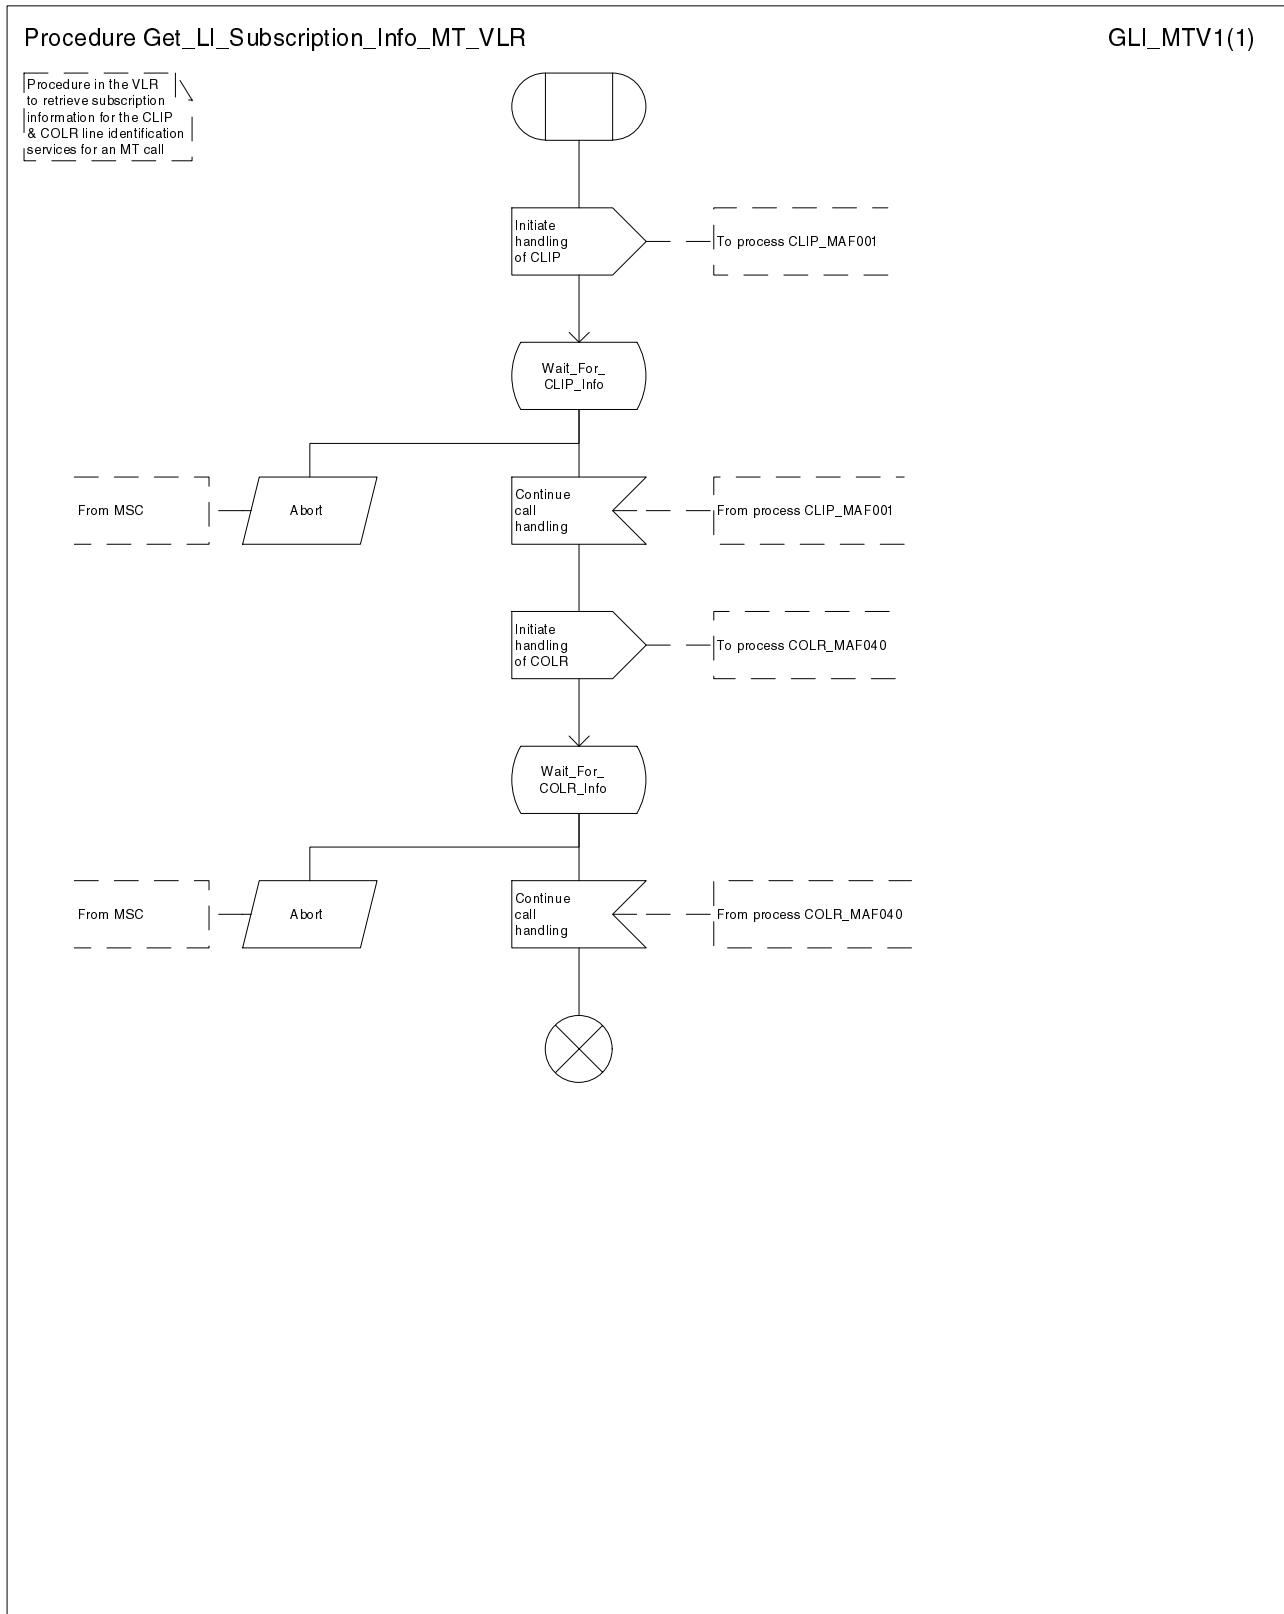 Procedure Get_LI_Subscription_Info_MT_VLR
GLI_MTV1(1)
Procedure in the VLR
to retrieve subscription
information for the CLIP
& COLR line identification
services for an MT call
Initiate
handling
of CLIP
To process CLIP_MAF001
Wait_For_
CLIP_Info
From MSC
Abort
Continue
call
handling
From process CLIP_MAF001
Initiate
handling
of COLR
To process COLR_MAF040
Wait_For_
COLR_Info
From MSC
Abort
Continue
call
handling
From process COLR_MAF040